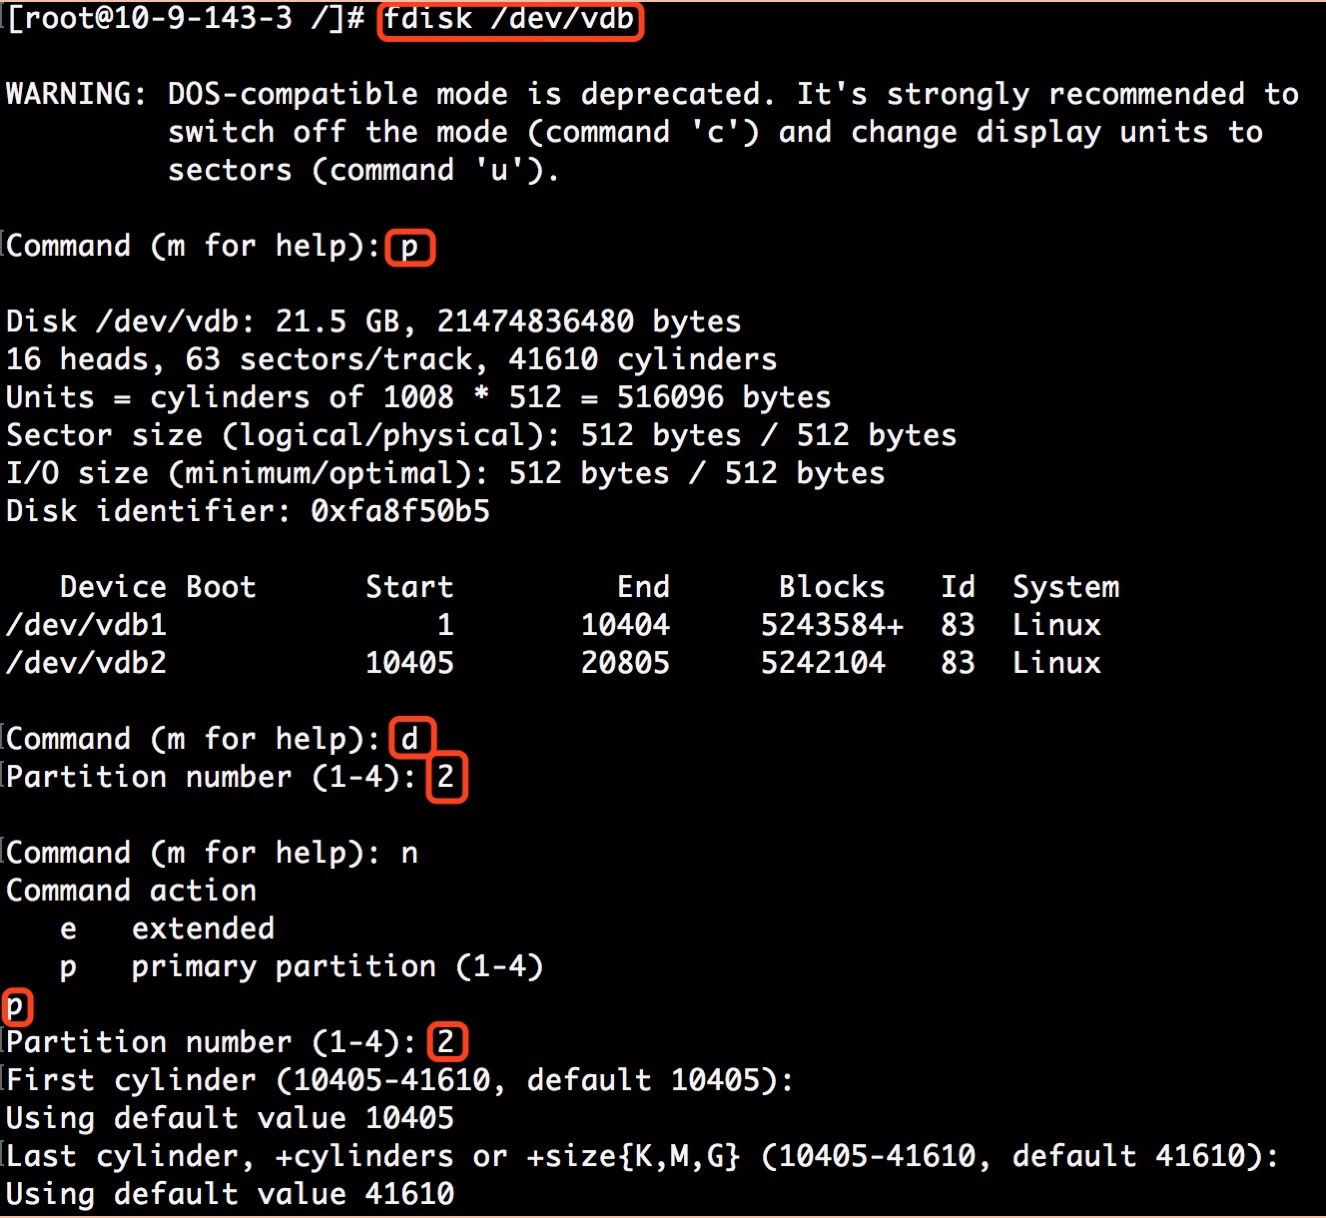 [root@10-9-143-3 /]# fdisk /dev/vdb
WARNING: DOS-compatible mode is deprecated. It's strongly recommended to
switch off the mode (command 'c') and change display units to
sectors (command 'u').
Command (m for help): p
Disk /dev/vdb: 21.5 GB, 21474836480 bytes
16 heads, 63 sectors/track, 41610 cylinders
Units = cylinders of 1008 * 512 = 516096 bytes
Sector size (logical/physical): 512 bytes / 512 bytes
I/O size (minimum/optimal): 512 bytes / 512 bytes
Disk identifier: 0xfa8f50b5
Device Boot Start End Blocks Id System
/dev/vdb1 1 10404 5243584+ 83 Linux
/dev/vdb2 10405 20805 5242104 83 Linux
Command (m for help): d
Partition number (1-4): 2
Command (m for help): n
Command action
e extended
p primary partition (1-4)
p
Partition number (1-4): 2
First cylinder (10405-41610, default 10405):
Using default value 10405
Last cylinder, +cylinders or +size{K,M,G} (10405-41610, default 41610):
Using default value 41610